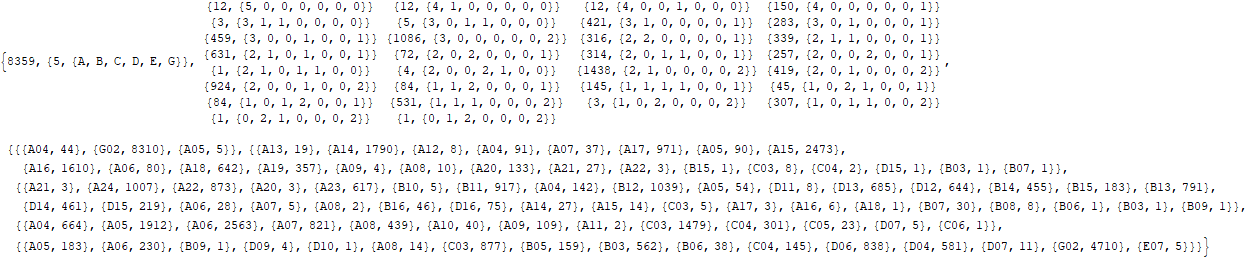 {12, {5, 0, 0, 0, 0, 0, 0}} {12, {4, 1, 0, 0, 0, 0, 0}} {12, {4, 0, 0, 1, 0, 0, 0}} {150, {4, 0, 0, 0, 0, 0, 1}}
{3, {3, 1, 1, 0, 0, 0, 0}} {5, {3, 0, 1, 1, 0, 0, 0}} {421, {3, 1, 0, 0, 0, 0, 1}} {283, {3, 0, 1, 0, 0, 0, 1}}
{459, {3, 0, 0, 1, 0, 0, 1}} {1086, {3, 0, 0, 0, 0, 0, 2}} {316, {2, 2, 0, 0, 0, 0, 1}} {339, {2, 1, 1, 0, 0, 0, 1}}
{8359, {5, {A, B, C, D, E, G}}, {631, {2, 1, 0, 1, 0, 0, 1}} {72, {2, 0, 2, 0, 0, 0, 1}} {314, {2, 0, 1, 1, 0, 0, 1}} {257, {2, 0, 0, 2, 0, 0, 1}} ,
{1, {2, 1, 0, 1, 1, 0, 0}} {4, {2, 0, 0, 2, 1, 0, 0}} {1438, {2, 1, 0, 0, 0, 0, 2}} {419, {2, 0, 1, 0, 0, 0, 2}}
{924, {2, 0, 0, 1, 0, 0, 2}} {84, {1, 1, 2, 0, 0, 0, 1}} {145, {1, 1, 1, 1, 0, 0, 1}} {45, {1, 0, 2, 1, 0, 0, 1}}
{84, {1, 0, 1, 2, 0, 0, 1}} {531, {1, 1, 1, 0, 0, 0, 2}} {3, {1, 0, 2, 0, 0, 0, 2}} {307, {1, 0, 1, 1, 0, 0, 2}}
{1, {0, 2, 1, 0, 0, 0, 2}} {1, {0, 1, 2, 0, 0, 0, 2}}
{{{A04, 44}, {G02, 8310}, {A05, 5}}, {{A13, 19}, {A14, 1790}, {A12, 8}, {A04, 91}, {A07, 37}, {A17, 971}, {A05, 90}, {A15, 2473},
{A16, 1610}, {A06, 80}, {A18, 642}, {A19, 357}, {A09, 4}, {A08, 10}, {A20, 133}, {A21, 27}, {A22, 3}, {B15, 1}, {C03, 8}, {C04, 2}, {D15, 1}, {B03, 1}, {B07, 1}},
{{A21, 3}, {A24, 1007}, {A22, 873}, {A20, 3}, {A23, 617}, {B10, 5}, {B11, 917}, {A04, 142}, {B12, 1039}, {A05, 54}, {D11, 8}, {D13, 685}, {D12, 644}, {B14, 455}, {B15, 183}, {B13, 791},
{D14, 461}, {D15, 219}, {A06, 28}, {A07, 5}, {A08, 2}, {B16, 46}, {D16, 75}, {A14, 27}, {A15, 14}, {C03, 5}, {A17, 3}, {A16, 6}, {A18, 1}, {B07, 30}, {B08, 8}, {B06, 1}, {B03, 1}, {B09, 1}},
{{A04, 664}, {A05, 1912}, {A06, 2563}, {A07, 821}, {A08, 439}, {A10, 40}, {A09, 109}, {A11, 2}, {C03, 1479}, {C04, 301}, {C05, 23}, {D07, 5}, {C06, 1}},
{{A05, 183}, {A06, 230}, {B09, 1}, {D09, 4}, {D10, 1}, {A08, 14}, {C03, 877}, {B05, 159}, {B03, 562}, {B06, 38}, {C04, 145}, {D06, 838}, {D04, 581}, {D07, 11}, {G02, 4710}, {E07, 5}}}}